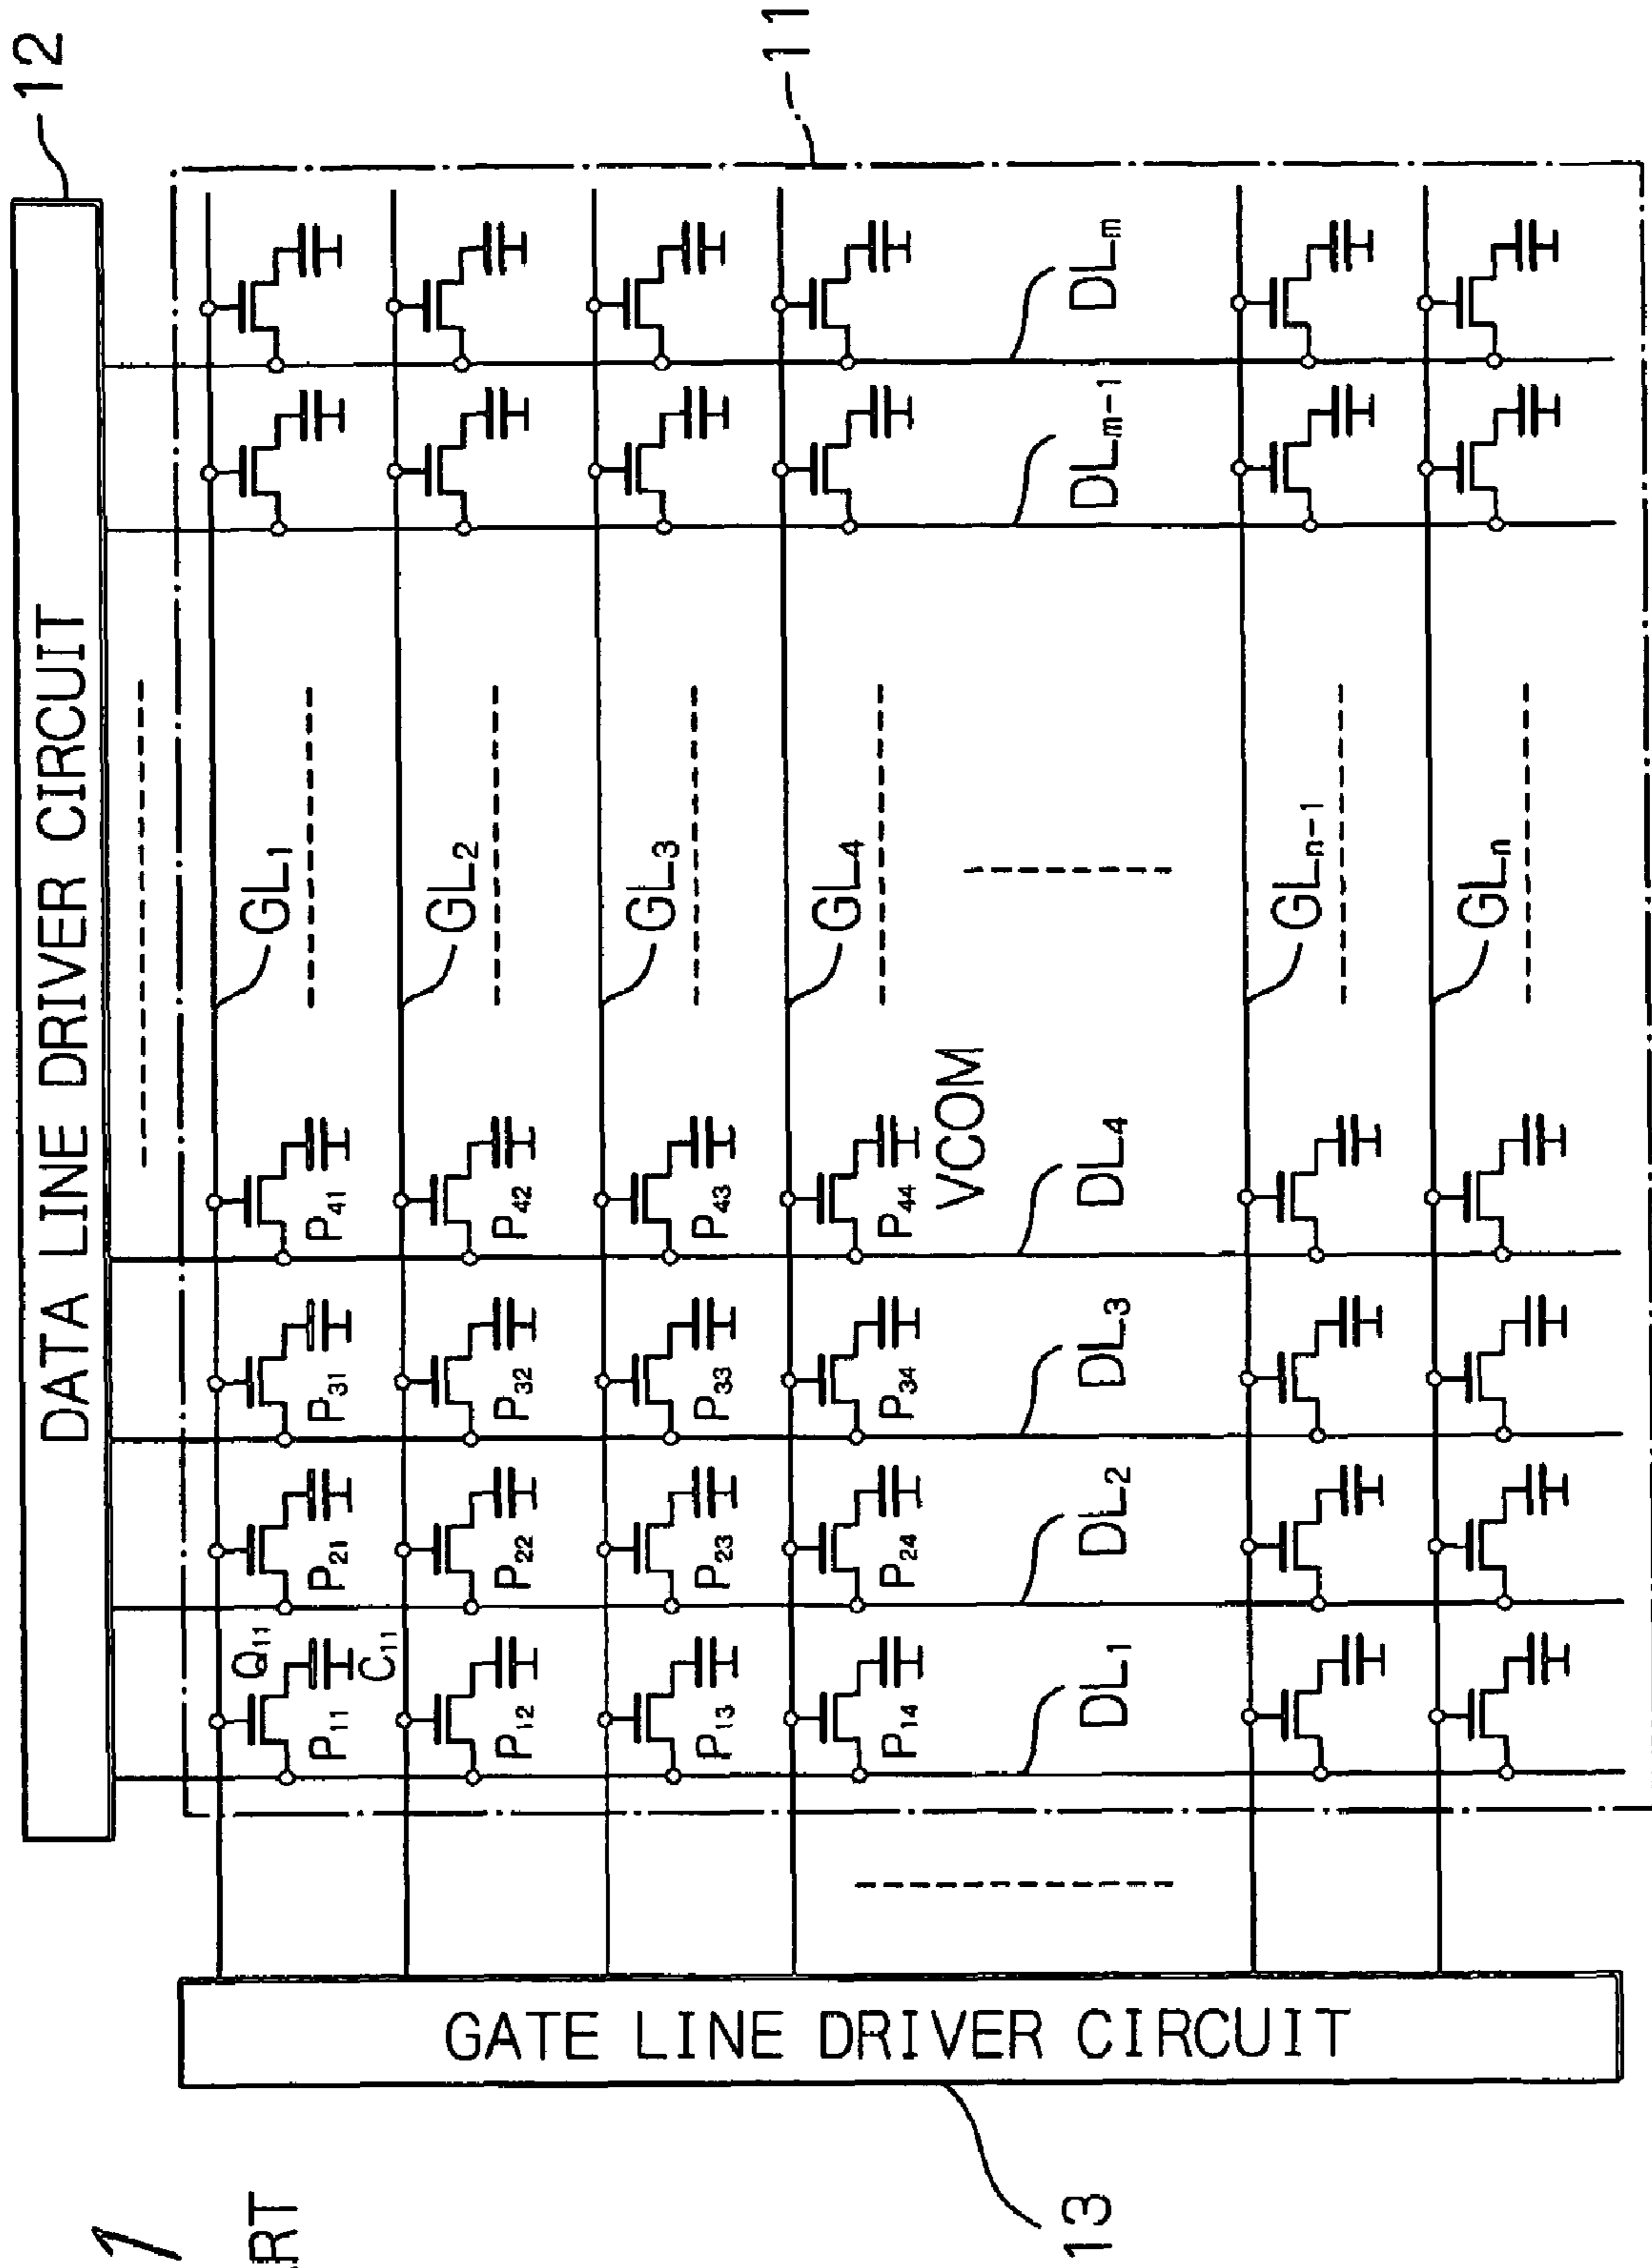 1
RT
12
DATA LINE DRIVER CIRCUIT
11
GATE LINE DRIVER CIRCUIT
13
GL1
GL2
GL3
GL4
GLn-1
GLn
Q11
C11
P11
P21
P31
P41
P12
P22
P32
P42
P13
P23
P33
P43
P14
P24
P34
P44
VCOM
DL1
DL2
DL3
DL4
DLm-1
DLm